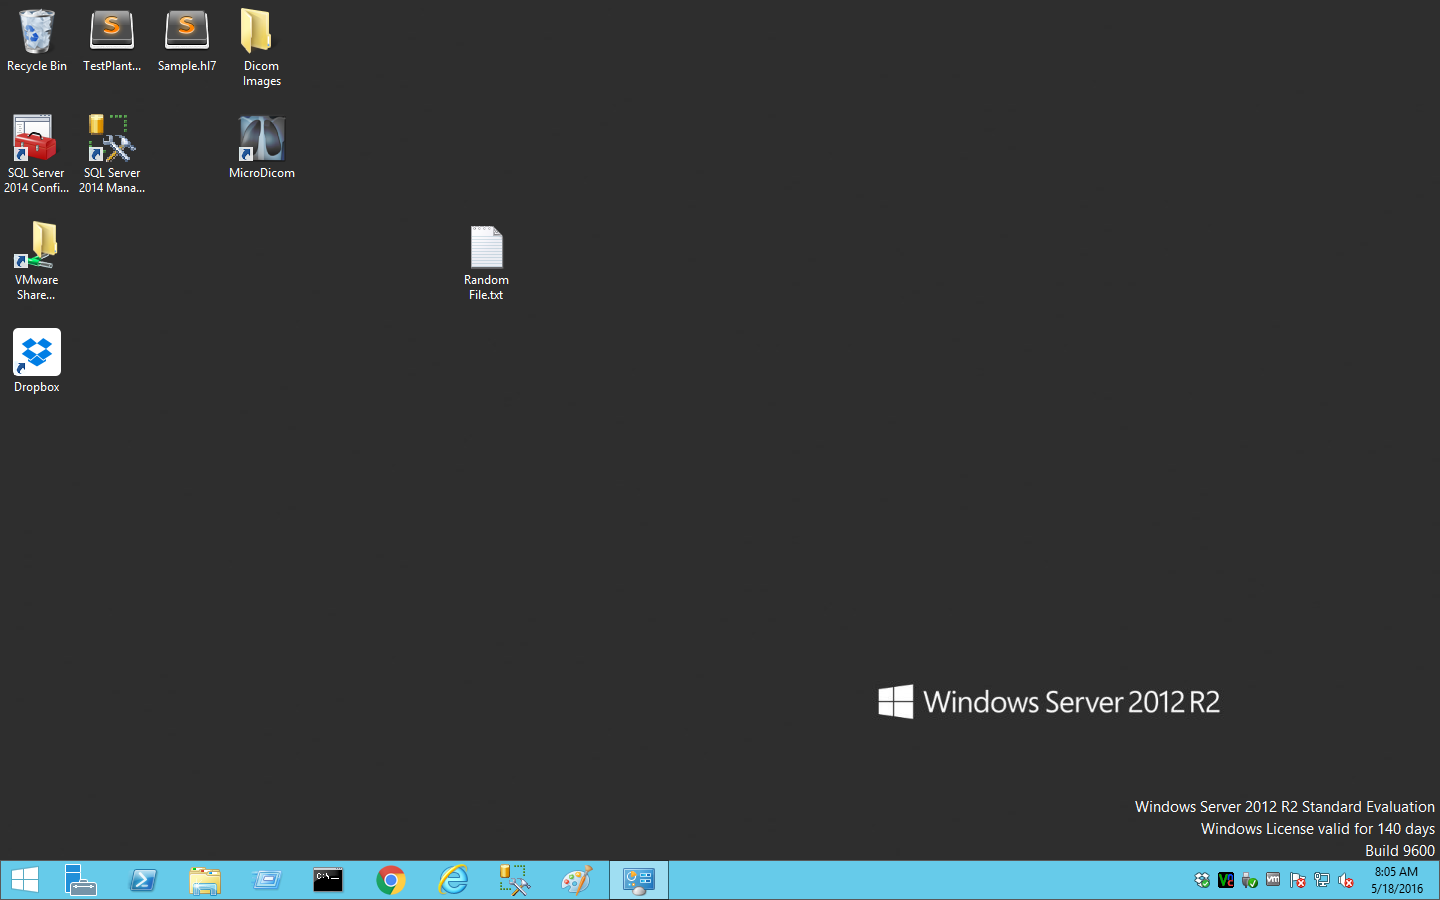 Recycle Bin
TestPlant...
Sample.hl7
Dicom
Images
SQL Server
2014 Confi...
SQL Server
2014 Mana...
MicroDicom
VMware
Share...
Random
File.txt
Dropbox
Windows Server 2012 R2
Windows Server 2012 R2 Standard Evaluation
Windows License valid for 140 days
Build 9600
C:\_
vm
8:05 AM
5/18/2016